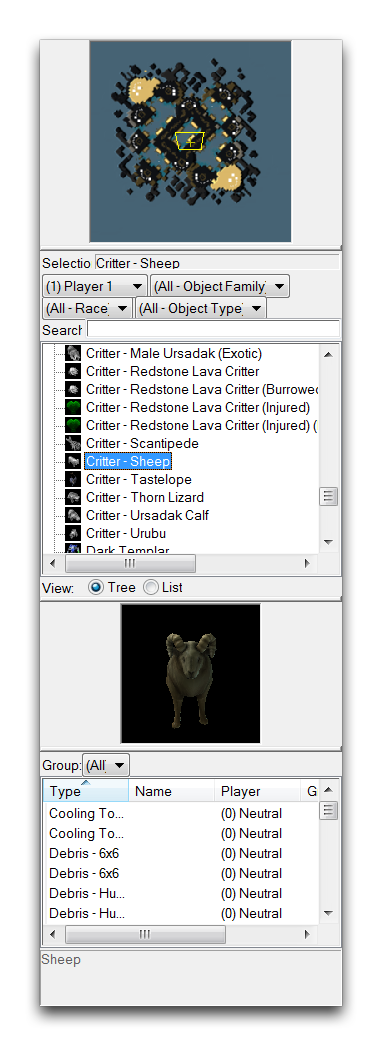 Selectio Critter - Sheep
(1) Player 1 (All - Object Family)
(All - Race) (All - Object Type)
Search
Critter - Male Ursadak (Exotic)
Critter - Redstone Lava Critter
Critter - Redstone Lava Critter (Burrowed
Critter - Redstone Lava Critter (Injured)
Critter - Redstone Lava Critter (Injured) (
Critter - Scantipede
Critter - Sheep
Critter - Tastelope
Critter - Thorn Lizard
Critter - Ursadak Calf
Critter - Urubu
Dark Templar
View: Tree List
Group: (All)
Type Name Player G
Cooling To... (0) Neutral
Cooling To... (0) Neutral
Debris - 6x6 (0) Neutral
Debris - 6x6 (0) Neutral
Debris - Hu... (0) Neutral
Debris - Hu... (0) Neutral
Sheep